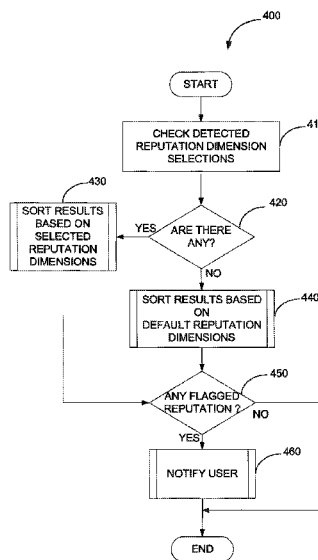 400
START
CHECK DETECTED
REPUTATION DIMENSION
SELECTIONS
430
SORT RESULTS
BASED ON
SELECTED
REPUTATION
DIMENSIONS
YES
ARE THERE
ANY?
420
NO
SORT RESULTS BASED
ON
DEFAULT REPUTATION
DIMENSIONS
440
450
ANY FLAGGED
REPUTATION ?
NO
YES
460
NOTIFY USER
END